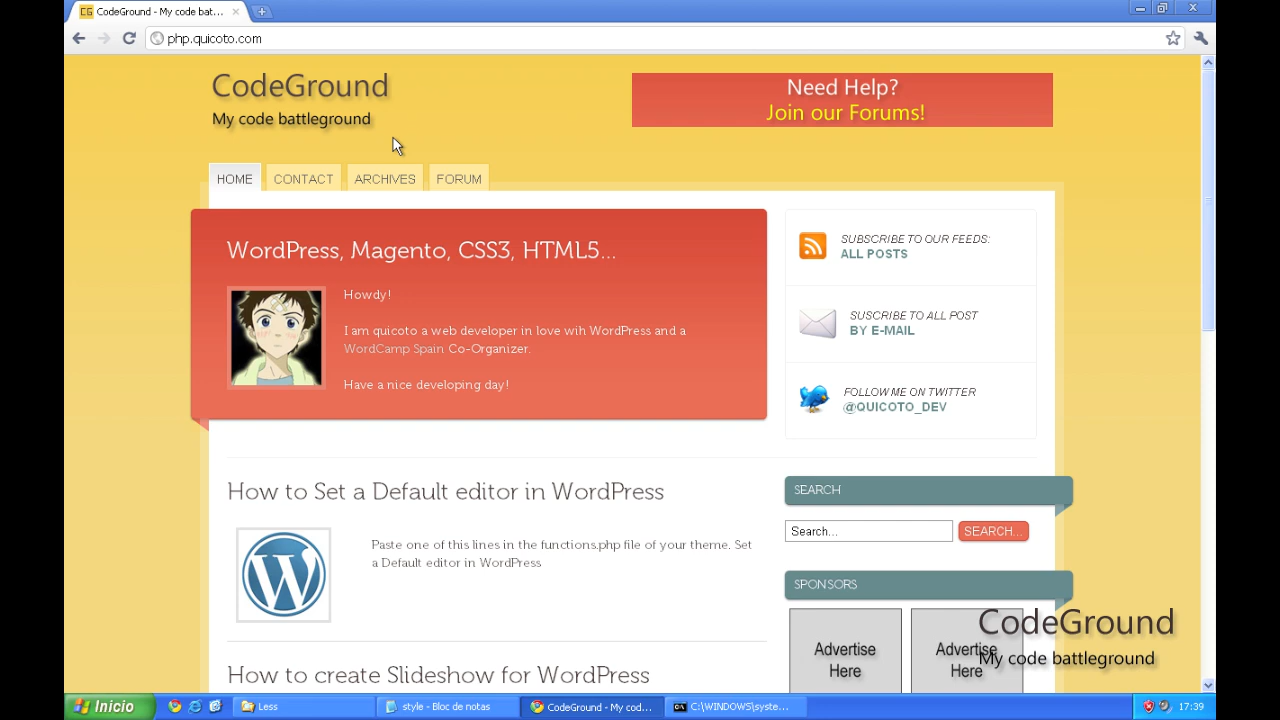 CodeGround - My code bat...
php.quicoto.com
CodeGround
My code battleground
Need Help?
Join our Forums!
HOME
CONTACT
ARCHIVES
FORUM
WordPress, Magento, CSS3, HTML5...
Howdy!
I am quicoto a web developer in love wih WordPress and a
WordCamp Spain Co-Organizer.
Have a nice developing day!
SUBSCRIBE TO OUR FEEDS:
ALL POSTS
SUSCRIBE TO ALL POST
BY E-MAIL
FOLLOW ME ON TWITTER
@QUICOTO_DEV
How to Set a Default editor in WordPress
Paste one of this lines in the functions.php file of your theme. Set
a Default editor in WordPress
How to create Slideshow for WordPress
SEARCH
Search...
SEARCH...
SPONSORS
Advertise
Here
Advertise
Here
CodeGround
My code battleground
Inicio
Less
style - Bloc de notas
CodeGround - My cod...
C:\WINDOWS\syste...
17:39